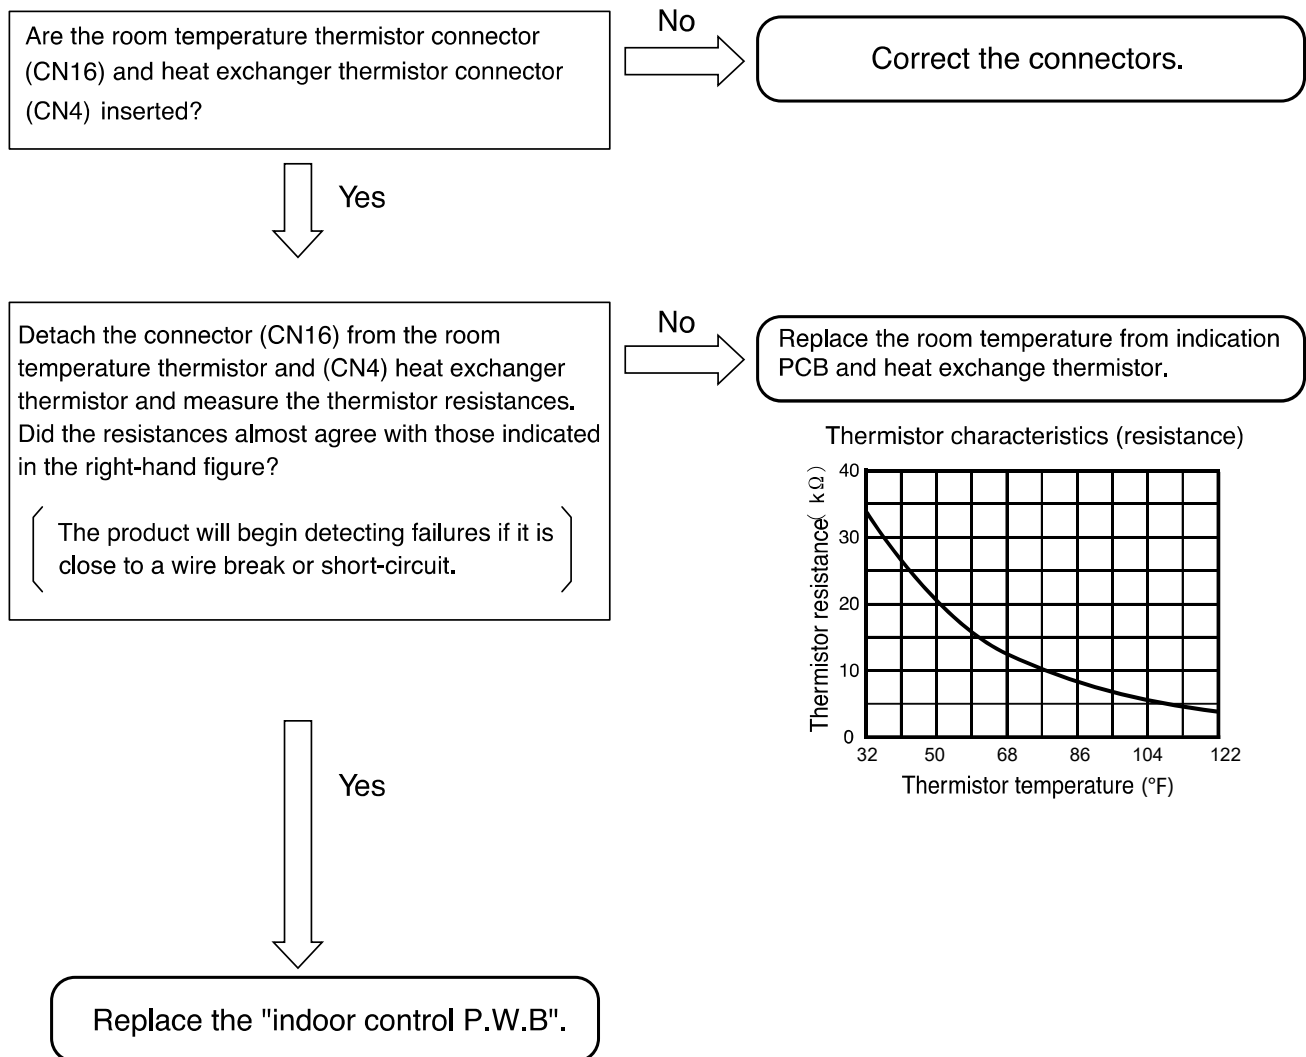 Are the room temperature thermistor connector
(CN16) and heat exchanger thermistor connector
(CN4) inserted?
No
Correct the connectors.
Yes
Detach the connector (CN16) from the room
temperature thermistor and (CN4) heat exchanger
thermistor and measure the thermistor resistances.
Did the resistances almost agree with those indicated
in the right-hand figure?
The product will begin detecting failures if it is
close to a wire break or short-circuit.
No
Replace the room temperature from indication
PCB and heat exchange thermistor.
Thermistor characteristics (resistance)
Thermistor resistance (kΩ)
40
30
20
10
0
32 50 68 86 104 122
Thermistor temperature (°F)
Yes
Replace the "indoor control P.W.B".